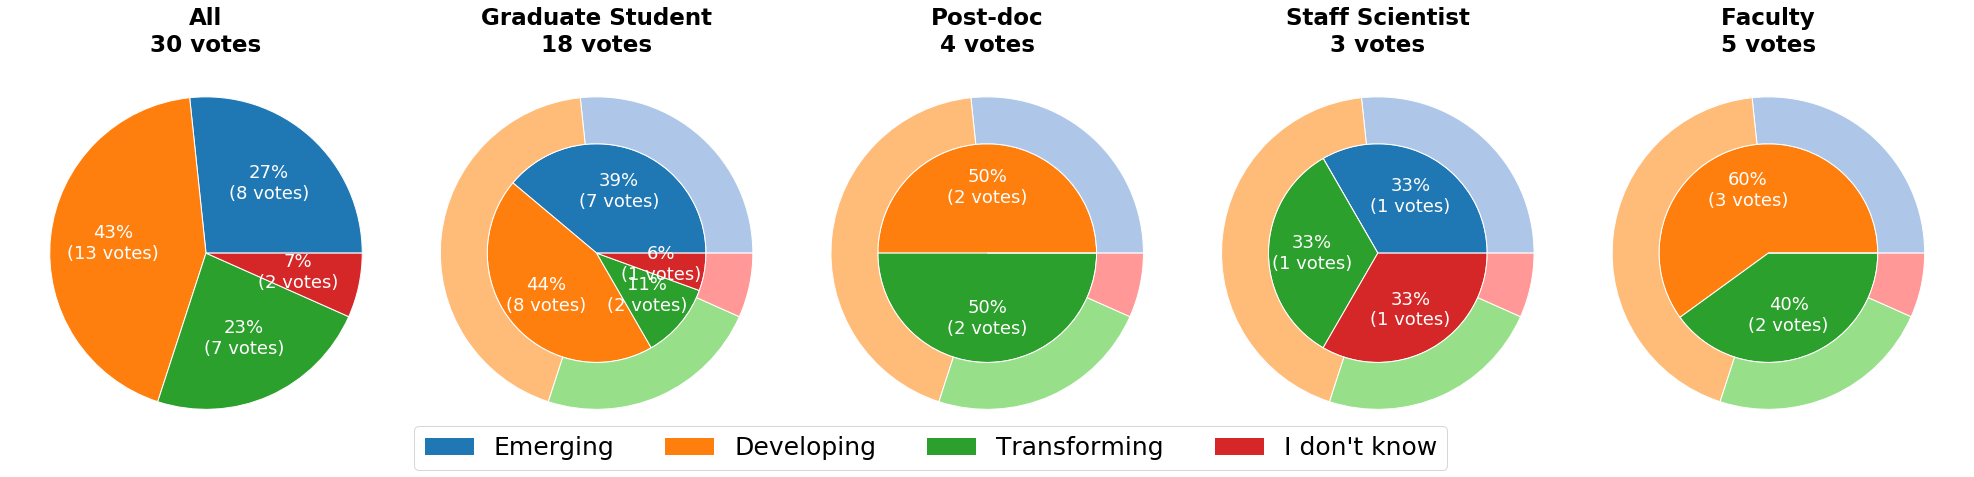 All
30 votes
27%
(8 votes)
43%
(13 votes)
7%
(2 votes)
23%
(7 votes)
Graduate Student
18 votes
39%
(7 votes)
6%
(1 votes)
44%
(8 votes)
11%
(2 votes)
Post-doc
4 votes
50%
(2 votes)
50%
(2 votes)
Staff Scientist
3 votes
33%
(1 votes)
33%
(1 votes)
33%
(1 votes)
Faculty
5 votes
60%
(3 votes)
40%
(2 votes)
Emerging
Developing
Transforming
I don't know